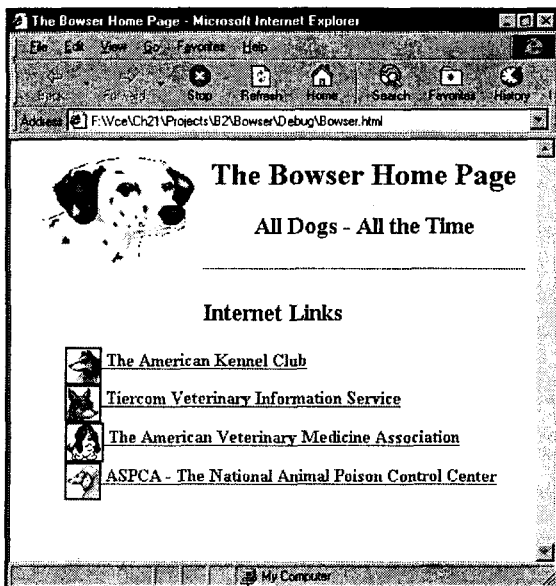 The Bowser Home Page - Microsoft Internet Explorer
File Edit View Go Favorites Help
Back Forward Stop Refresh Home Search Favorites History
Address F:\Vce\Ch21\Projects\B2\Bowser\Debug\Bowser.html
The Bowser Home Page
All Dogs - All the Time
Internet Links
The American Kennel Club
Tiercom Veterinary Information Service
The American Veterinary Medicine Association
ASPCA - The National Animal Poison Control Center
My Computer